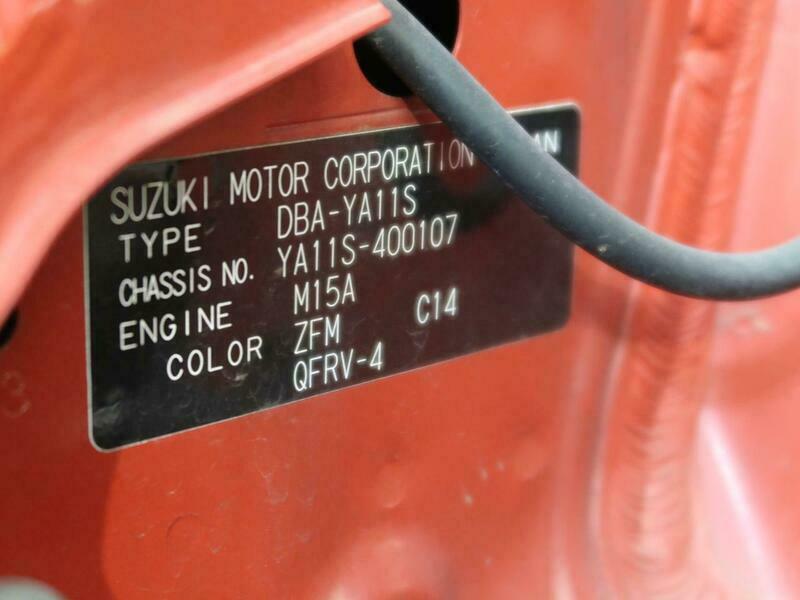 SUZUKI MOTOR CORPORATION
TYPE DBA-YA11S
CHASSIS NO. YA11S-400107
ENGINE M15A
COLOR ZFM C14
QFRV-4